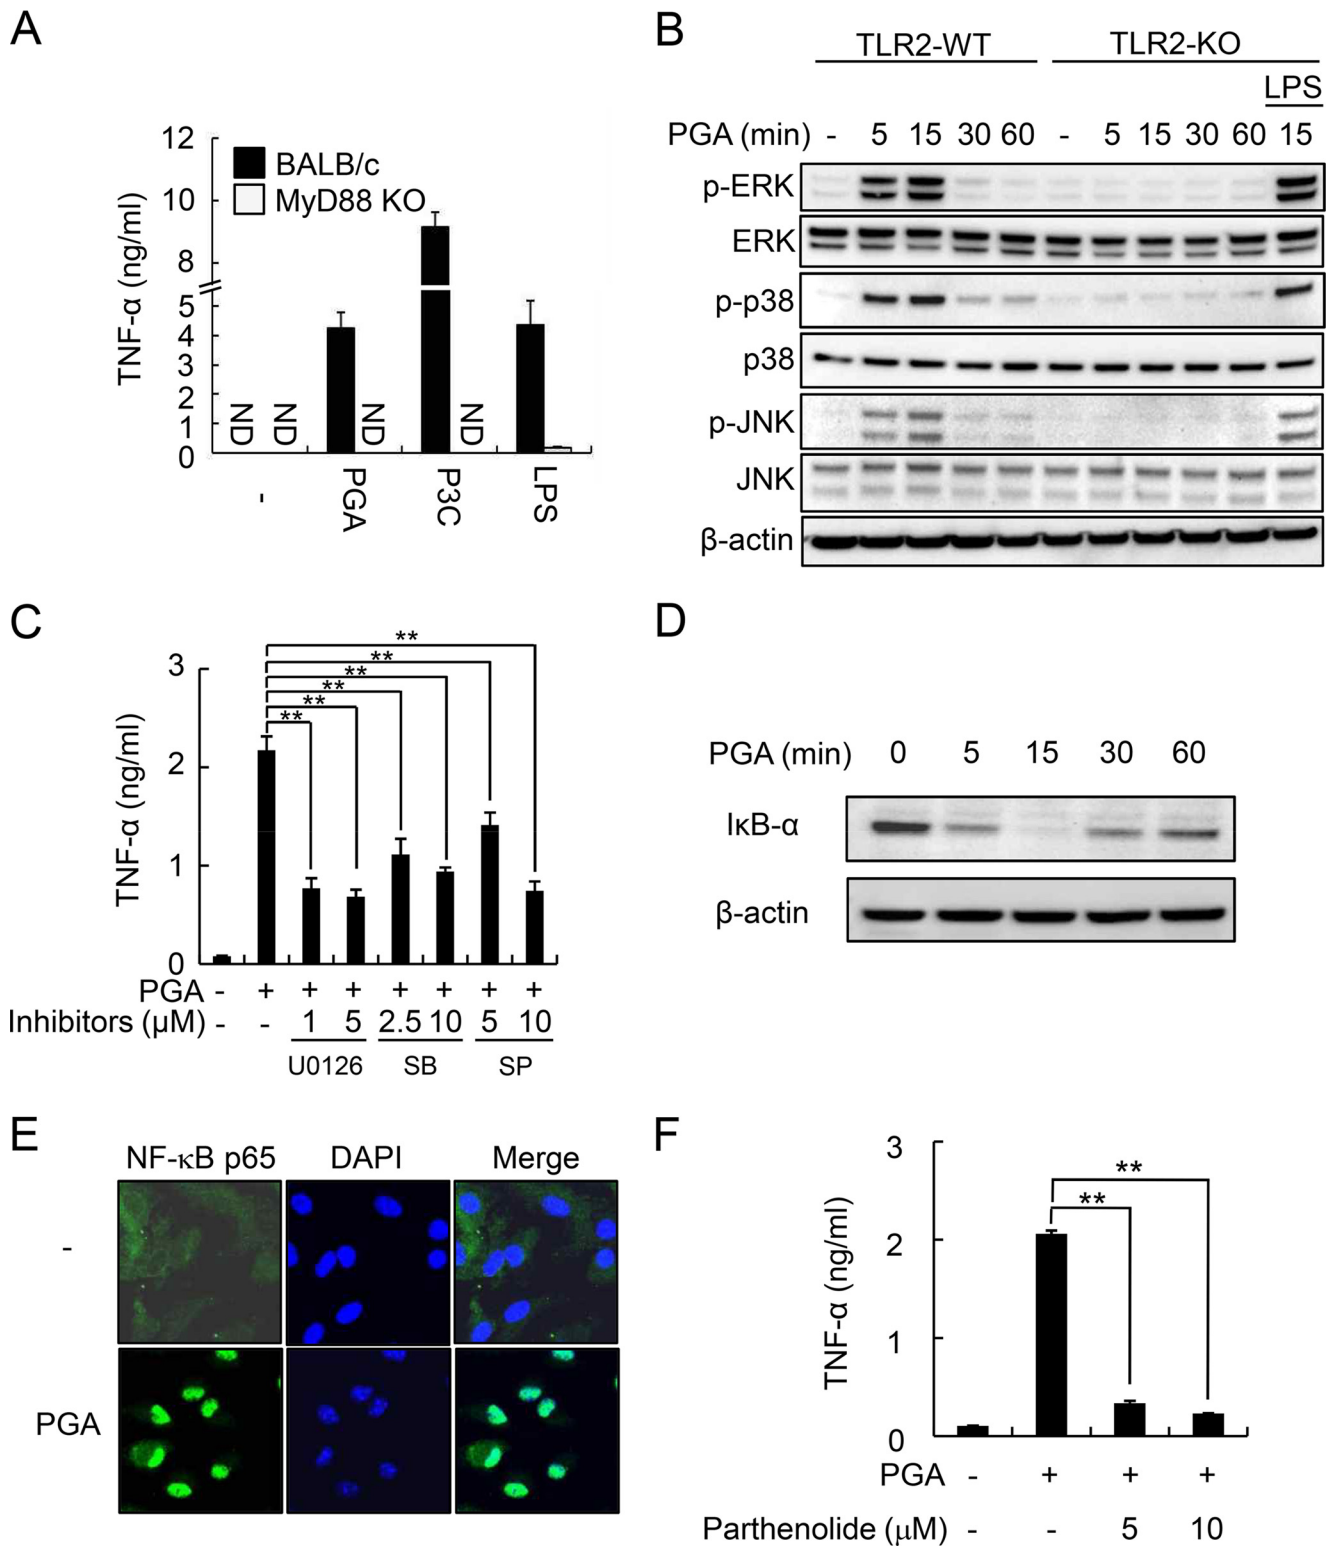 A
TNF-α (ng/ml)
12
10
8
5
4
3
2
1
0
BALB/c
MyD88 KO
ND
ND
ND
ND
-
PGA
P3C
LPS
B
TLR2-WT
TLR2-KO
LPS
PGA (min) - 5 15 30 60 - 5 15 30 60 15
p-ERK
ERK
p-p38
p38
p-JNK
JNK
β-actin
C
TNF-α (ng/ml)
3
2
1
0
**
**
**
**
**
**
PGA - + + + + + + +
Inhibitors (μM) - - 1 5 2.5 10 5 10
U0126 SB SP
D
PGA (min) 0 5 15 30 60
IκB-α
β-actin
E
NF-κB p65 DAPI Merge
-
PGA
F
TNF-α (ng/ml)
3
2
1
0
**
**
PGA - + + +
Parthenolide (μM) - - 5 10